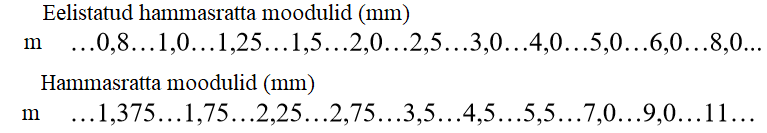 Eelistatud hammasratta moodulid (mm)
m …0,8…1,0…1,25…1,5…2,0…2,5…3,0…4,0…5,0…6,0…8,0...
Hammasratta moodulid (mm)
m …1,375…1,75…2,25…2,75…3,5…4,5…5,5…7,0…9,0…11…